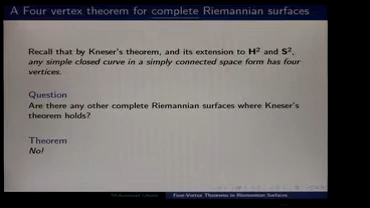 A Four vertex theorem for complete Riemannian surfaces
Recall that by Kneser's theorem, and its extension to H² and S²,
any simple closed curve in a simply connected space form has four
vertices.
Question
Are there any other complete Riemannian surfaces where Kneser's
theorem holds?
Theorem
No!
Mohammad Ghomi Four-Vertex Theorems in Riemannian Surfaces